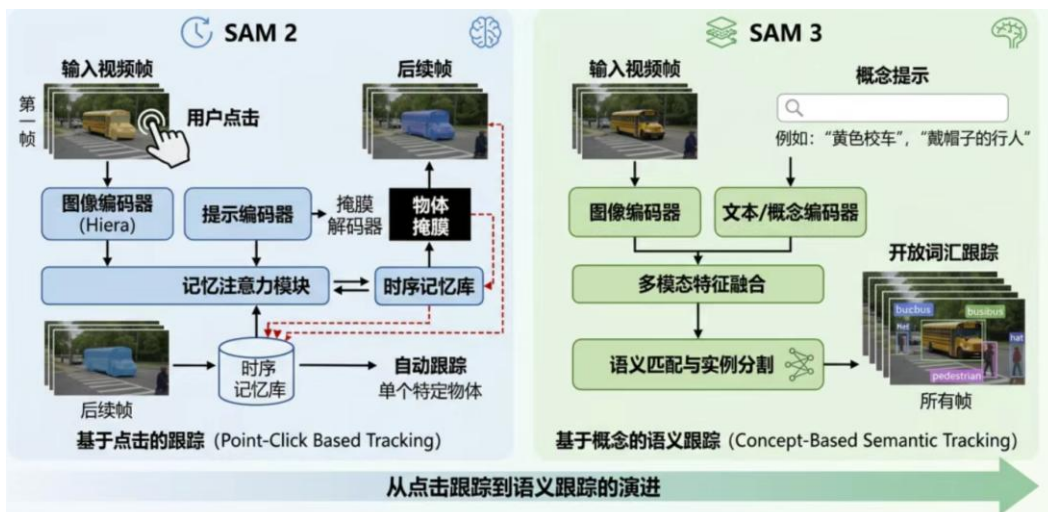 SAM 2
输入视频帧
第一帧
用户点击
后续帧
图像编码器
(Hiera)
提示编码器
掩膜
解码器
物体
掩膜
记忆注意力模块
时序记忆库
后续帧
时序
记忆库
自动跟踪
单个特定物体
基于点击的跟踪（Point-Click Based Tracking）
SAM 3
输入视频帧
概念提示
例如：“黄色校车”，“戴帽子的行人”
图像编码器
文本/概念编码器
多模态特征融合
语义匹配与实例分割
开放词汇跟踪
bucbus
busibus
Hat
hat
pedestrian
所有帧
基于概念的语义跟踪（Concept-Based Semantic Tracking）
从点击跟踪到语义跟踪的演进